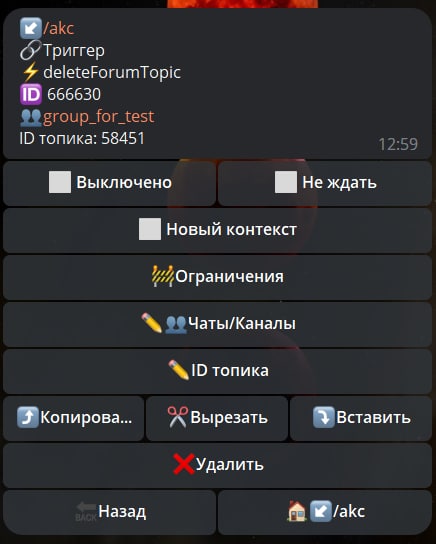 ↙️/akc
🔗Триггер
⚡deleteForumTopic
🆔 666630
👥group_for_test
ID топика: 58451
12:59
⬜ Выключено
⬜ Не ждать
⬜ Новый контекст
🚧Ограничения
✏️👥Чаты/Каналы
✏️ID топика
⤴️Копирова...
✂️Вырезать
⤵️Вставить
❌Удалить
🔙Назад
🏠↙️/akc